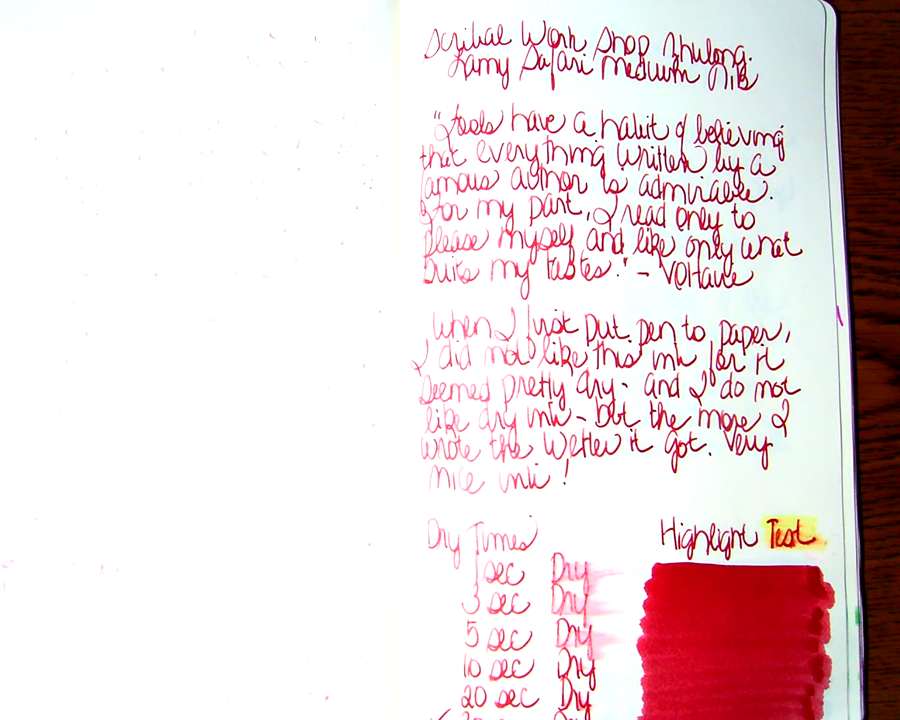 Scribal Work Shop Zhulong.
Lamy Safari Medium Nib
"Fools have a habit of believing
that everything written by a
famous author is admirable.
For my part, I read only to
please myself and like only what
suits my tastes." - Voltaire
When I first put pen to paper,
I did not like this ink for it
seemed pretty dry - and I do not
like dry ink - but the more I
wrote the wetter it got. Very
nice ink!
Dry Times
Highlight Test
1 sec Dry
3 sec Dry
5 sec Dry
10 sec Dry
20 sec Dry